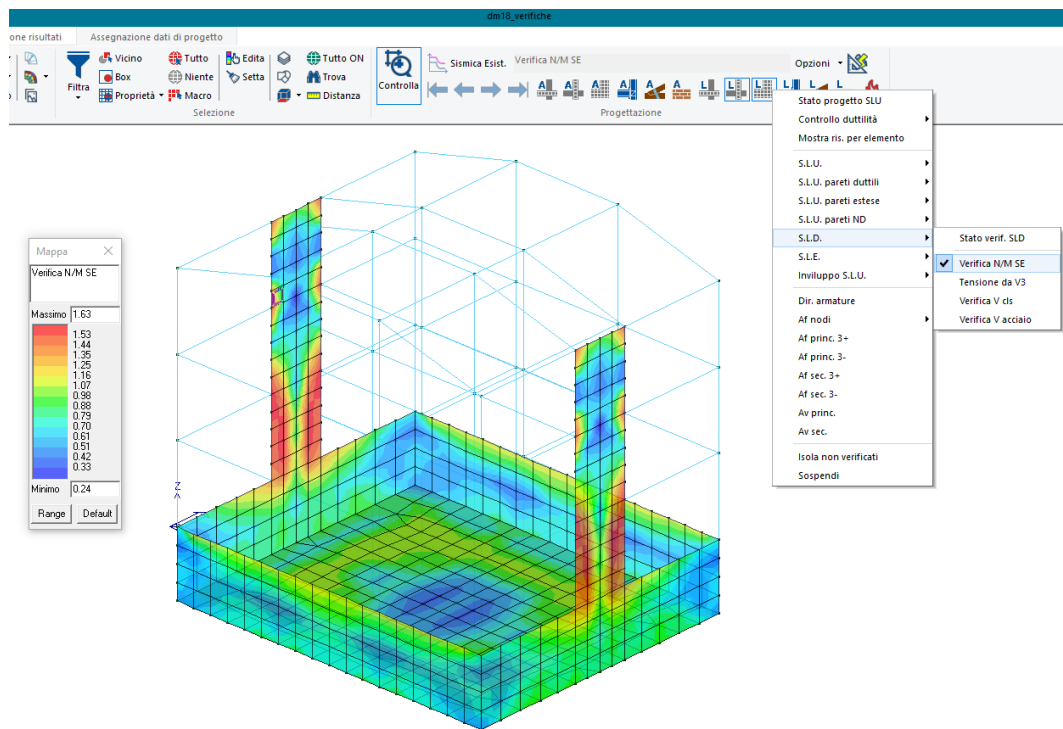 dm18_verifiche
one risultati
Assegnazione dati di progetto
Vicino
Tutto
Edita
Tutto ON
Box
Niente
Setta
Trova
Filtra
Proprietà
Macro
Distanza
Selezione
Controlla
Sismica Esist.
Verifica N/M SE
Opzioni
Progettazione
Stato progetto SLU
Controllo duttilità
Mostra ris. per elemento
S.L.U.
S.L.U. pareti duttili
S.L.U. pareti estese
S.L.U. pareti ND
S.L.D.
S.L.E.
Inviluppo S.L.U.
Dir. armature
Af nodi
Af princ. 3+
Af princ. 3-
Af sec. 3+
Af sec. 3-
Av princ.
Av sec.
Isola non verificati
Sospendi
Stato verif. SLD
Verifica N/M SE
Tensione da V3
Verifica V cls
Verifica V acciaio
Mappa
Verifica N/M SE
Massimo 1.63
1.53
1.44
1.35
1.25
1.16
1.07
0.98
0.88
0.79
0.70
0.61
0.51
0.42
0.33
Minimo 0.24
Range
Default
Z